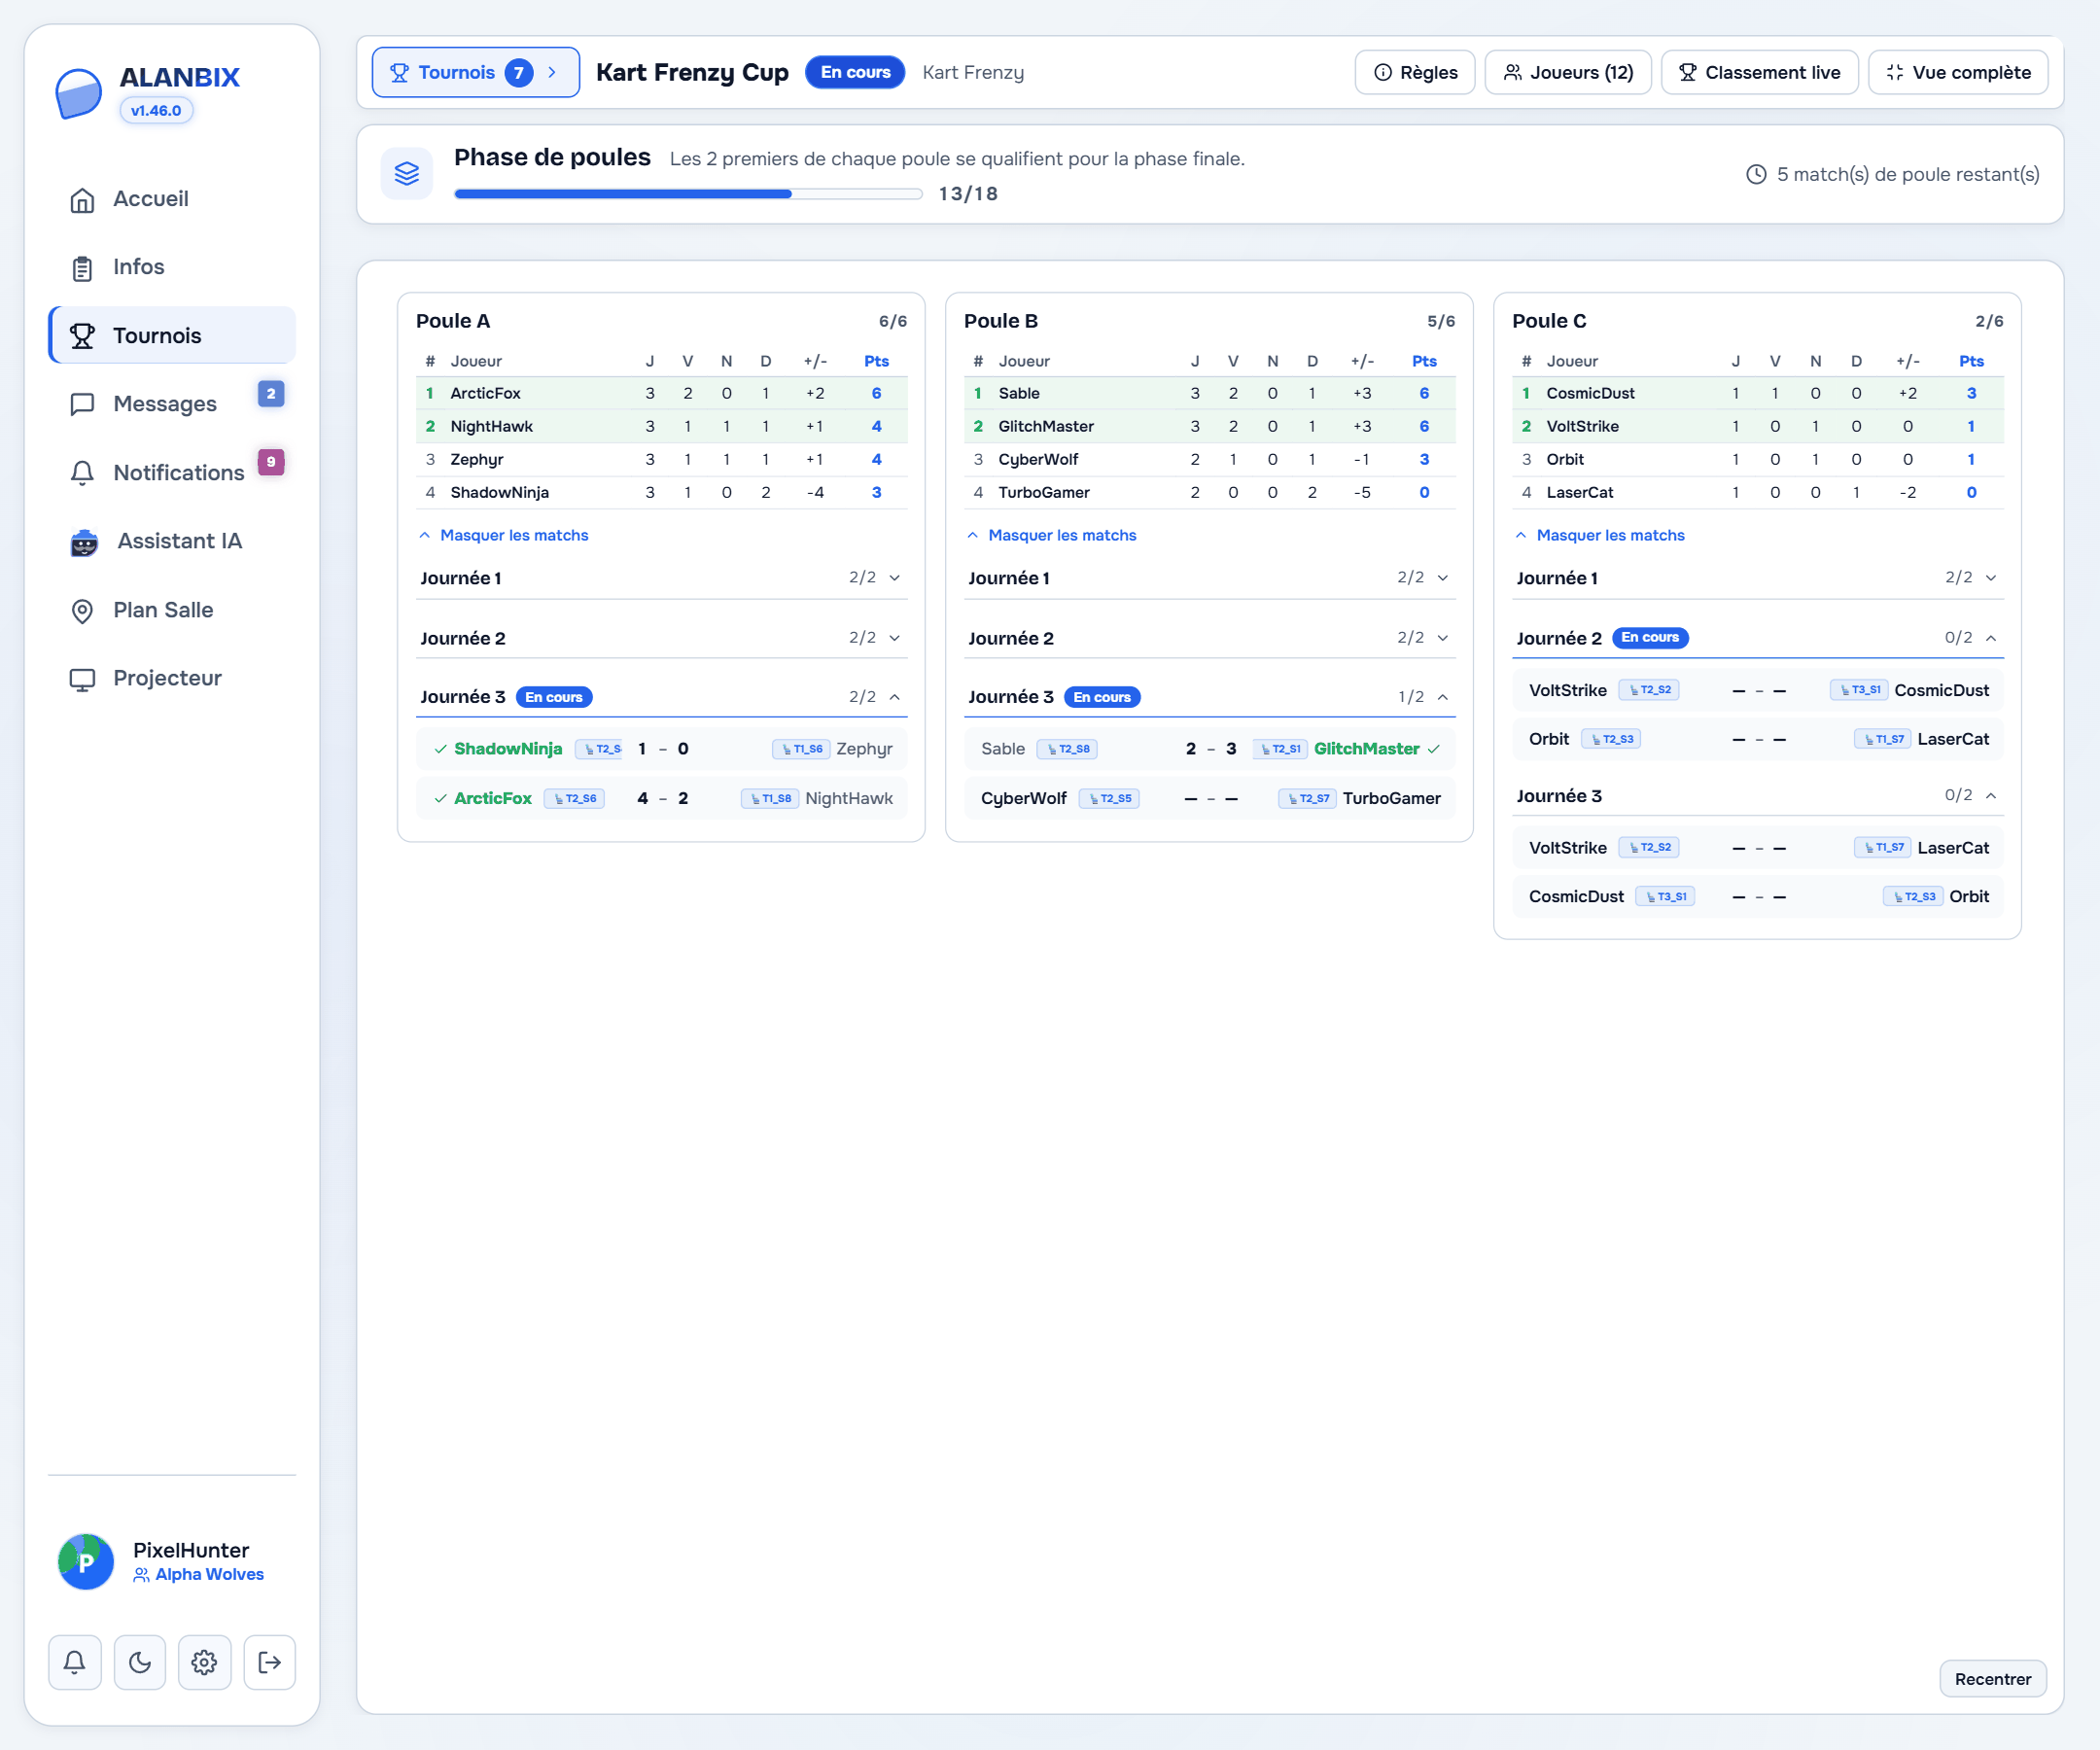 ALANBIX
v1.46.0
Accueil
Infos
Tournois
Messages 2
Notifications 9
Assistant IA
Plan Salle
Projecteur
PixelHunter
Alpha Wolves
Tournois 7 Kart Frenzy Cup En cours Kart Frenzy Règles Joueurs (12) Classement live Vue complète
Phase de poules Les 2 premiers de chaque poule se qualifient pour la phase finale.
13/18
5 match(s) de poule restant(s)
Poule A 6/6
# Joueur J V N D +/- Pts
1 ArcticFox 3 2 0 1 +2 6
2 NightHawk 3 1 1 1 +1 4
3 Zephyr 3 1 1 1 +1 4
4 ShadowNinja 3 1 0 2 -4 3
Masquer les matchs
Journée 1 2/2
Journée 2 2/2
Journée 3 En cours 2/2
ShadowNinja T2_S 1 - 0 T1_S6 Zephyr
ArcticFox T2_S6 4 - 2 T1_S8 NightHawk
Poule B 5/6
# Joueur J V N D +/- Pts
1 Sable 3 2 0 1 +3 6
2 GlitchMaster 3 2 0 1 +3 6
3 CyberWolf 2 1 0 1 -1 3
4 TurboGamer 2 0 0 2 -5 0
Masquer les matchs
Journée 1 2/2
Journée 2 2/2
Journée 3 En cours 1/2
Sable T2_S8 2 - 3 T2_S1 GlitchMaster
CyberWolf T2_S5 — - — T2_S7 TurboGamer
Poule C 2/6
# Joueur J V N D +/- Pts
1 CosmicDust 1 1 0 0 +2 3
2 VoltStrike 1 0 1 0 0 1
3 Orbit 1 0 1 0 0 1
4 LaserCat 1 0 0 1 -2 0
Masquer les matchs
Journée 1 2/2
Journée 2 En cours 0/2
VoltStrike T2_S2 — - — T3_S1 CosmicDust
Orbit T2_S3 — - — T1_S7 LaserCat
Journée 3 0/2
VoltStrike T2_S2 — - — T1_S7 LaserCat
CosmicDust T3_S1 — - — T2_S3 Orbit
Recentrer